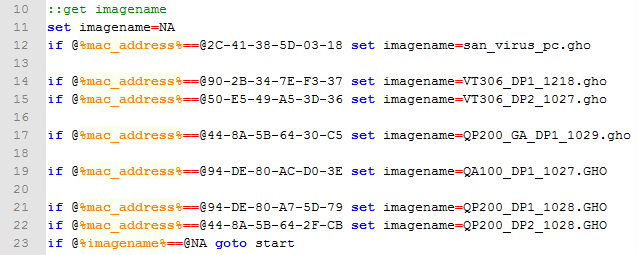 10 ::get imagename
11 set imagename=NA
12 if @%mac_address%==@2C-41-38-5D-03-18 set imagename=san_virus_pc.gho
13
14 if @%mac_address%==@90-2B-34-7E-F3-37 set imagename=VT306_DP1_1218.gho
15 if @%mac_address%==@50-E5-49-A5-3D-36 set imagename=VT306_DP2_1027.gho
16
17 if @%mac_address%==@44-8A-5B-64-30-C5 set imagename=QP200_GA_DP1_1029.gho
18
19 if @%mac_address%==@94-DE-80-AC-D0-3E set imagename=QA100_DP1_1027.GHO
20
21 if @%mac_address%==@94-DE-80-A7-5D-79 set imagename=QP200_DP1_1028.GHO
22 if @%mac_address%==@44-8A-5B-64-2F-CB set imagename=QP200_DP2_1028.GHO
23 if @%imagename%==@NA goto start